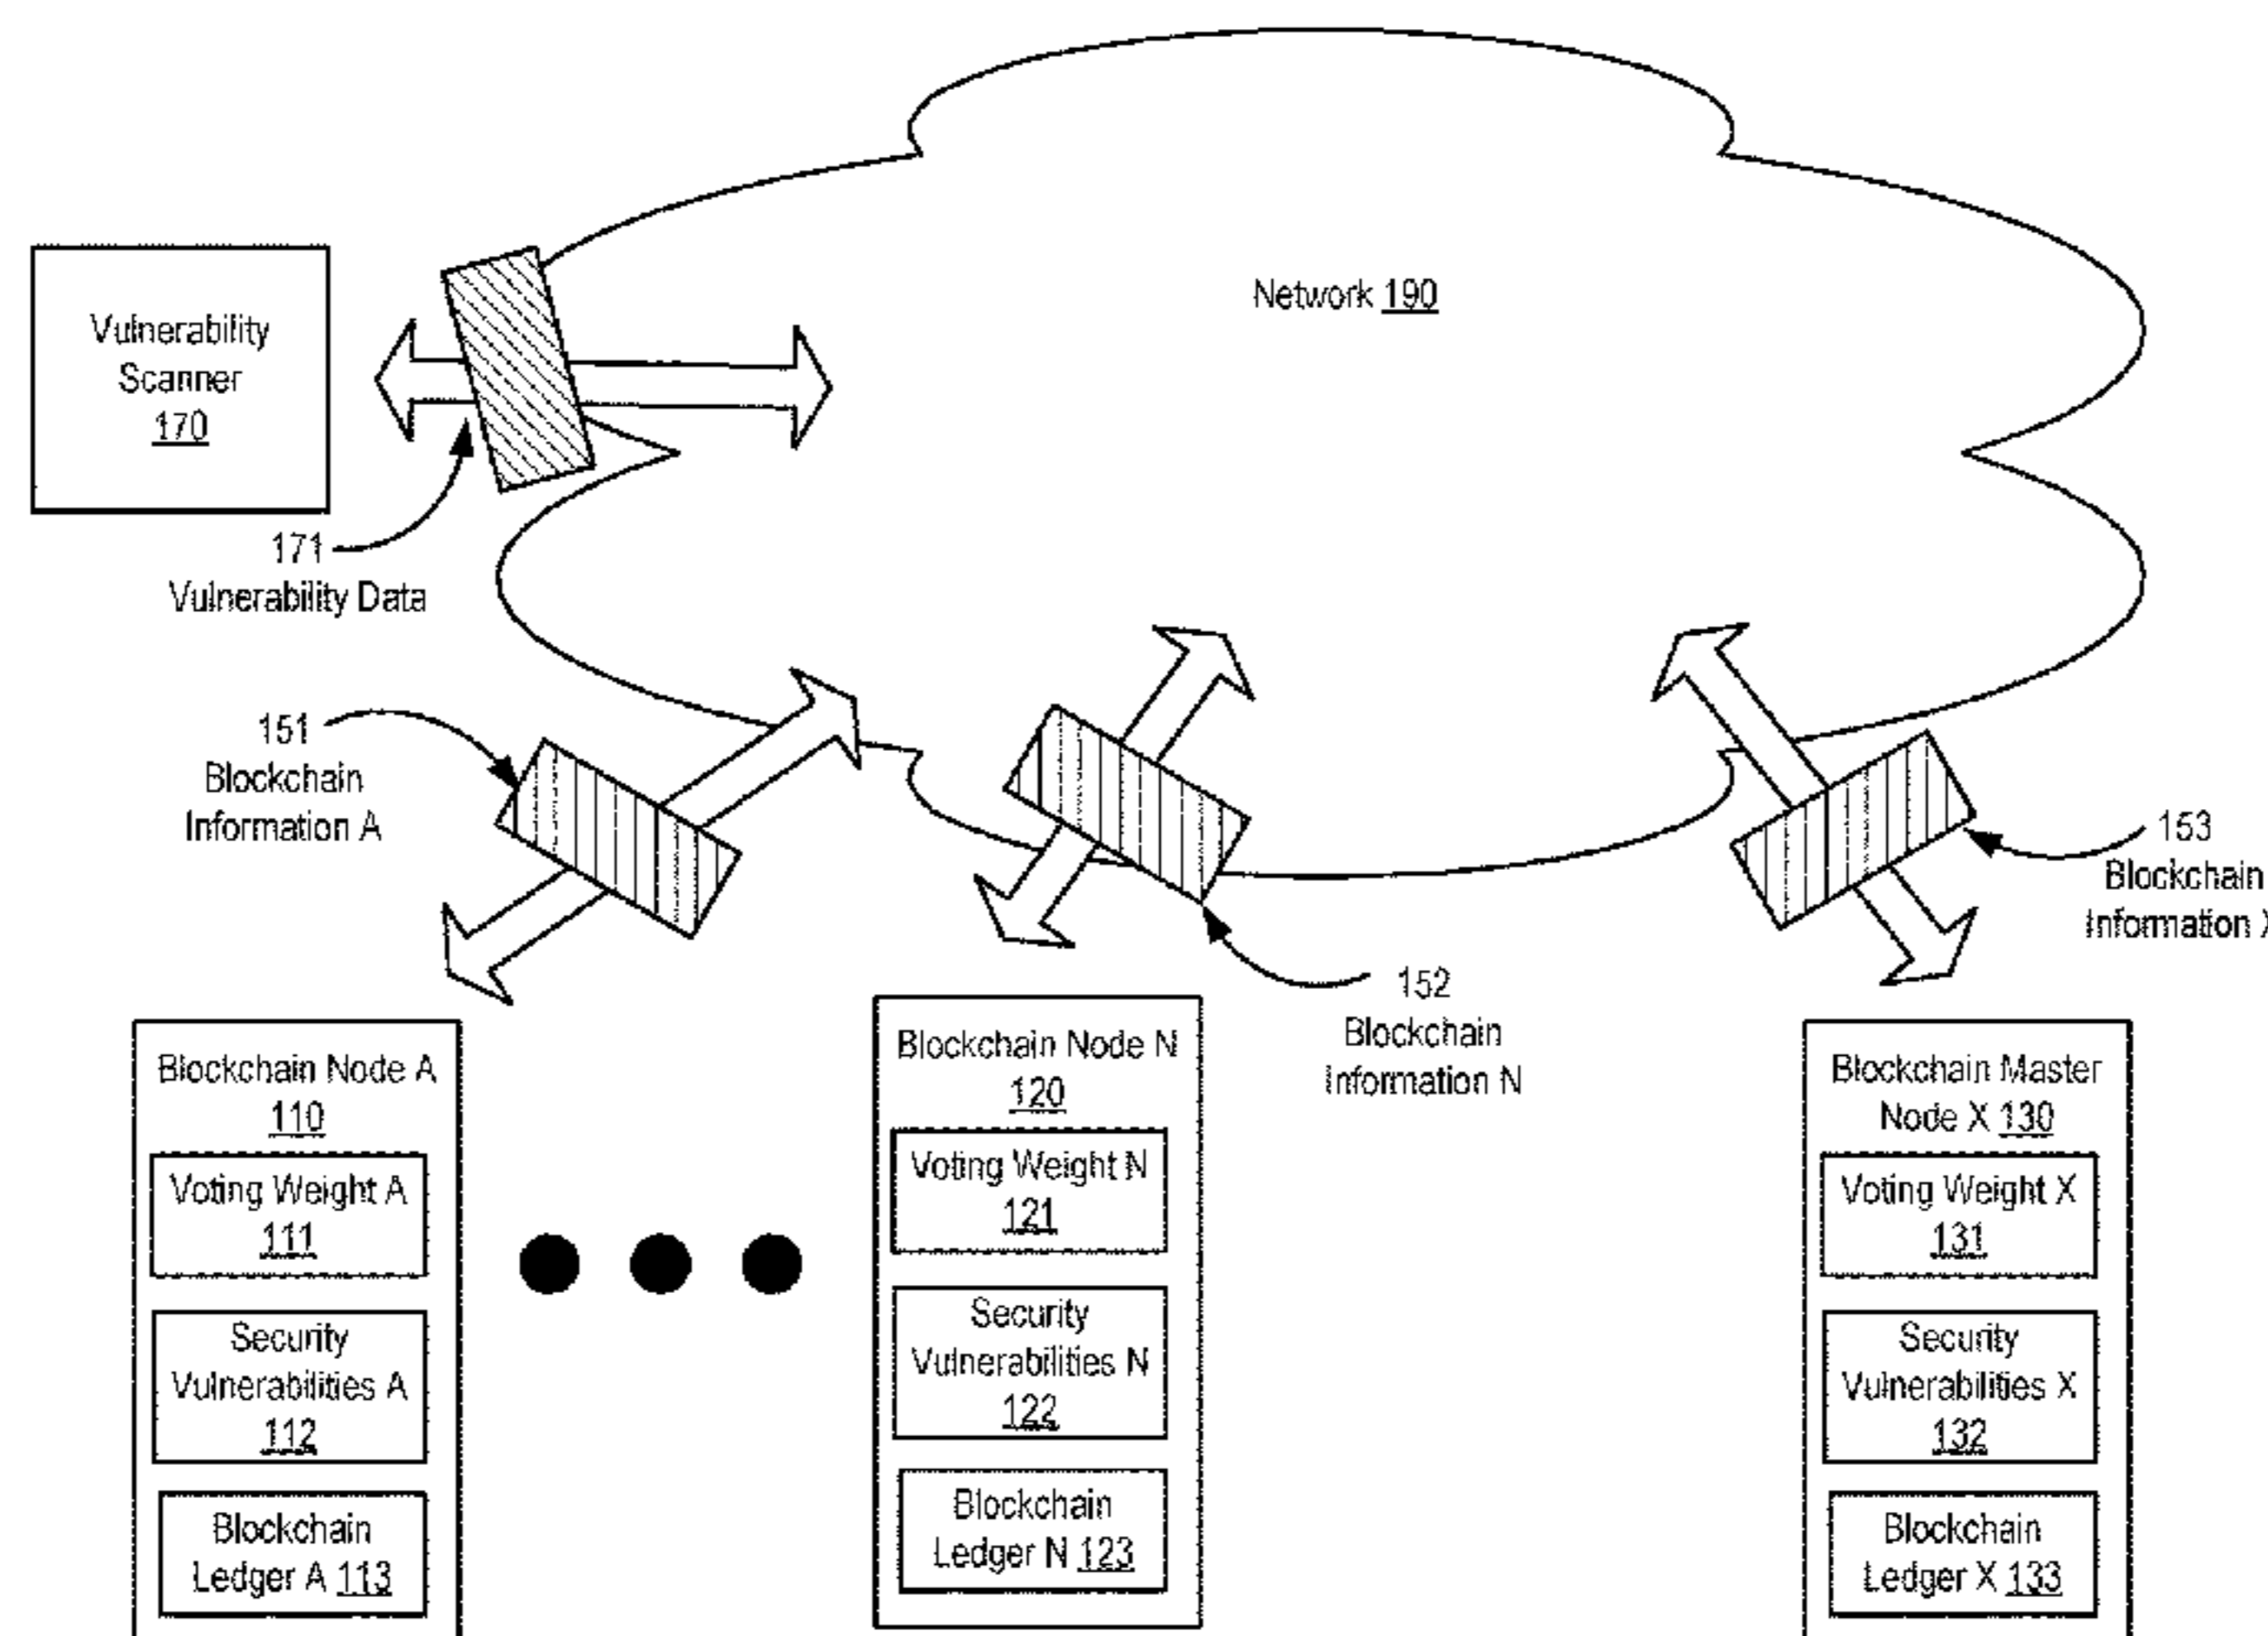 Network 190
Vulnerability
Scanner
170
171
Vulnerability Data
151
Blockchain
Information A
153
Blockchain
Information X
152
Blockchain
Information N
Blockchain Node A
110
Voting Weight A
111
Security
Vulnerabilities A
112
Blockchain
Ledger A 113
Blockchain Node N
120
Voting Weight N
121
Security
Vulnerabilities N
122
Blockchain
Ledger N 123
Blockchain Master
Node X 130
Voting Weight X
131
Security
Vulnerabilities X
132
Blockchain
Ledger X 133